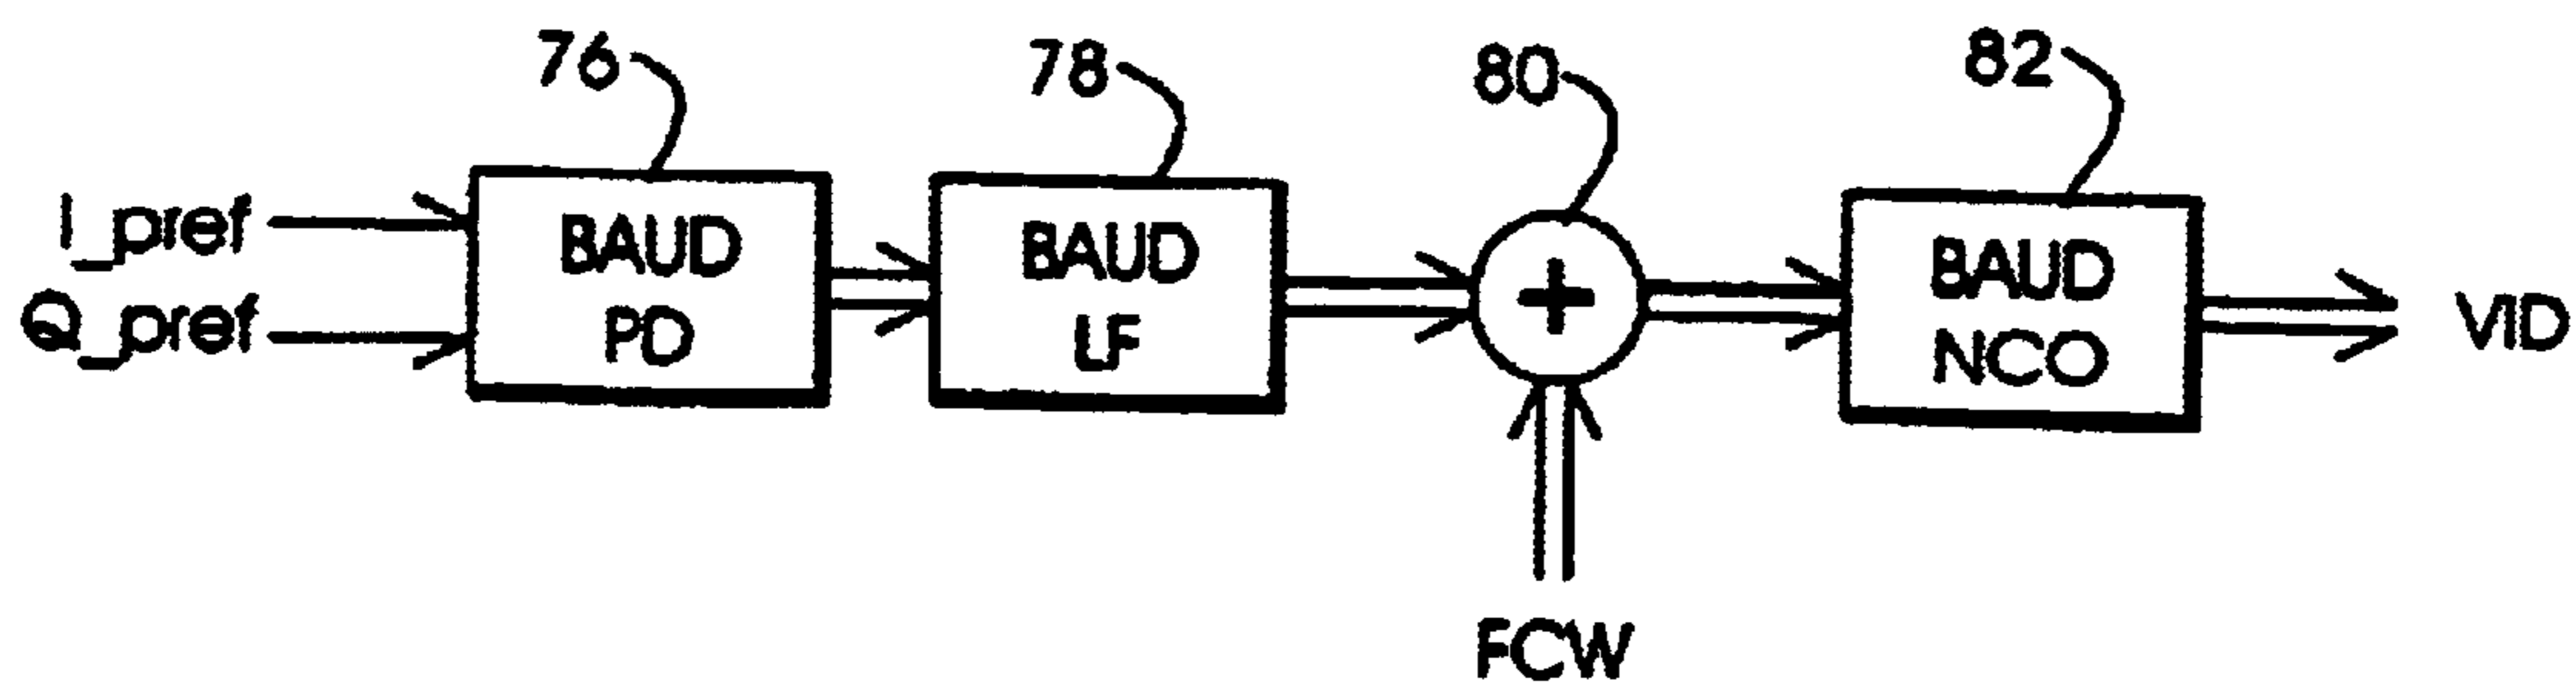 76
78
80
82
I_pref
Q_pref
BAUD
PD
BAUD
LF
+
BAUD
NCO
VID
FCW